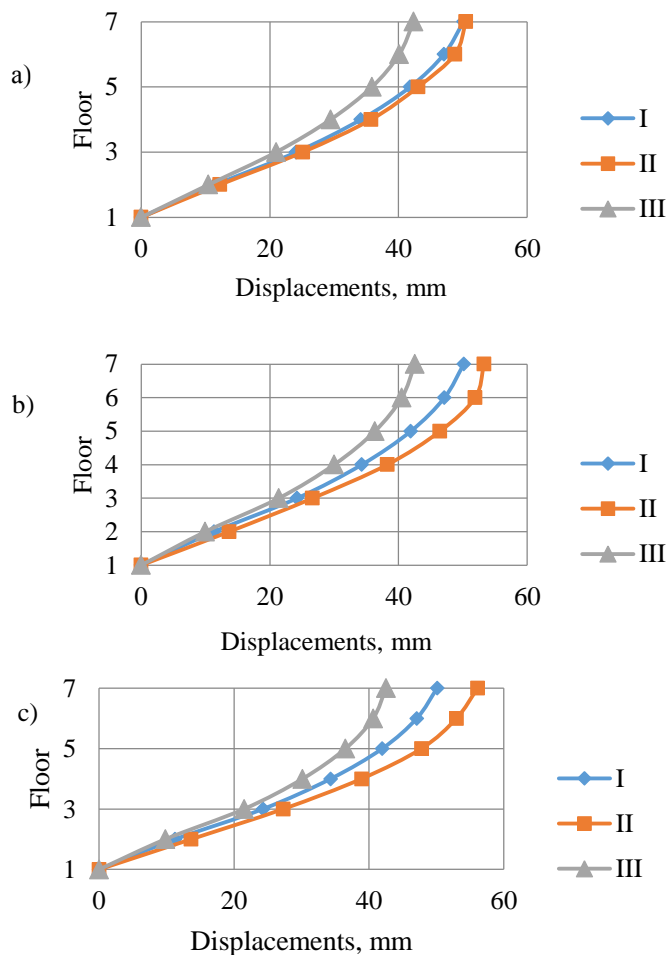 a)
Floor
7
5
3
1
0 20 40 60
Displacements, mm
I
II
III
b)
Floor
7
6
5
4
3
2
1
0 20 40 60
Displacements, mm
I
II
III
c)
Floor
7
5
3
1
0 20 40 60
Displacements, mm
I
II
III